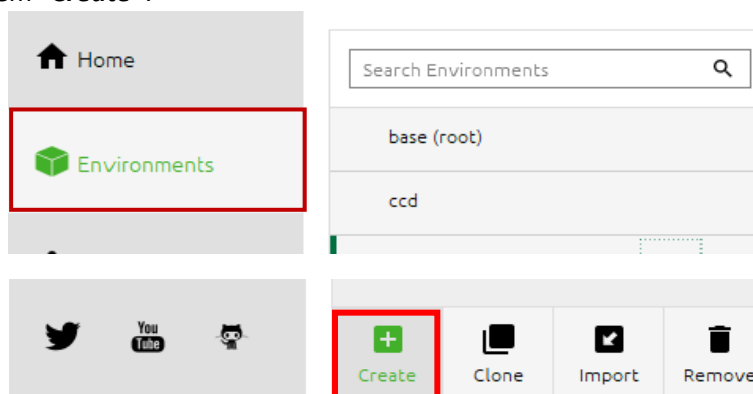 Home
Search Environments
base (root)
Environments
ccd
You
Tube
Create
Clone
Import
Remove